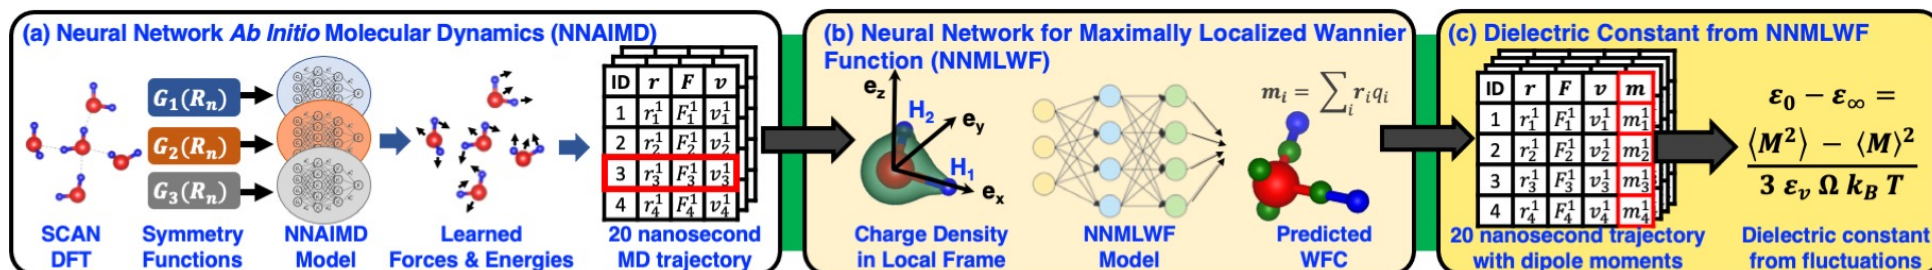 (a) Neural Network Ab Initio Molecular Dynamics (NNAIMD)
G₁(Rₙ)
G₂(Rₙ)
G₃(Rₙ)
ID r F v
1 r₁¹ F₁¹ v₁¹
2 r₂¹ F₂¹ v₂¹
3 r₃¹ F₃¹ v₃¹
4 r₄¹ F₄¹ v₄¹
SCAN
DFT
Symmetry
Functions
NNAIMD
Model
Learned
Forces & Energies
20 nanosecond
MD trajectory
(b) Neural Network for Maximally Localized Wannier
Function (NNMLWF)
e_z
H₂
e_y
H₁
e_x
mᵢ = ∑ᵢ rᵢqᵢ
Charge Density
in Local Frame
NNMLWF
Model
Predicted
WFC
(c) Dielectric Constant from NNMLWF
ID r F v m
1 r₁¹ F₁¹ v₁¹ m₁¹
2 r₂¹ F₂¹ v₂¹ m₂¹
3 r₃¹ F₃¹ v₃¹ m₃¹
4 r₄¹ F₄¹ v₄¹ m₄¹
ε₀ − ε∞ =
⟨M²⟩ − ⟨M⟩²
3 εᵥ Ω k_B T
20 nanosecond trajectory
with dipole moments
Dielectric constant
from fluctuations